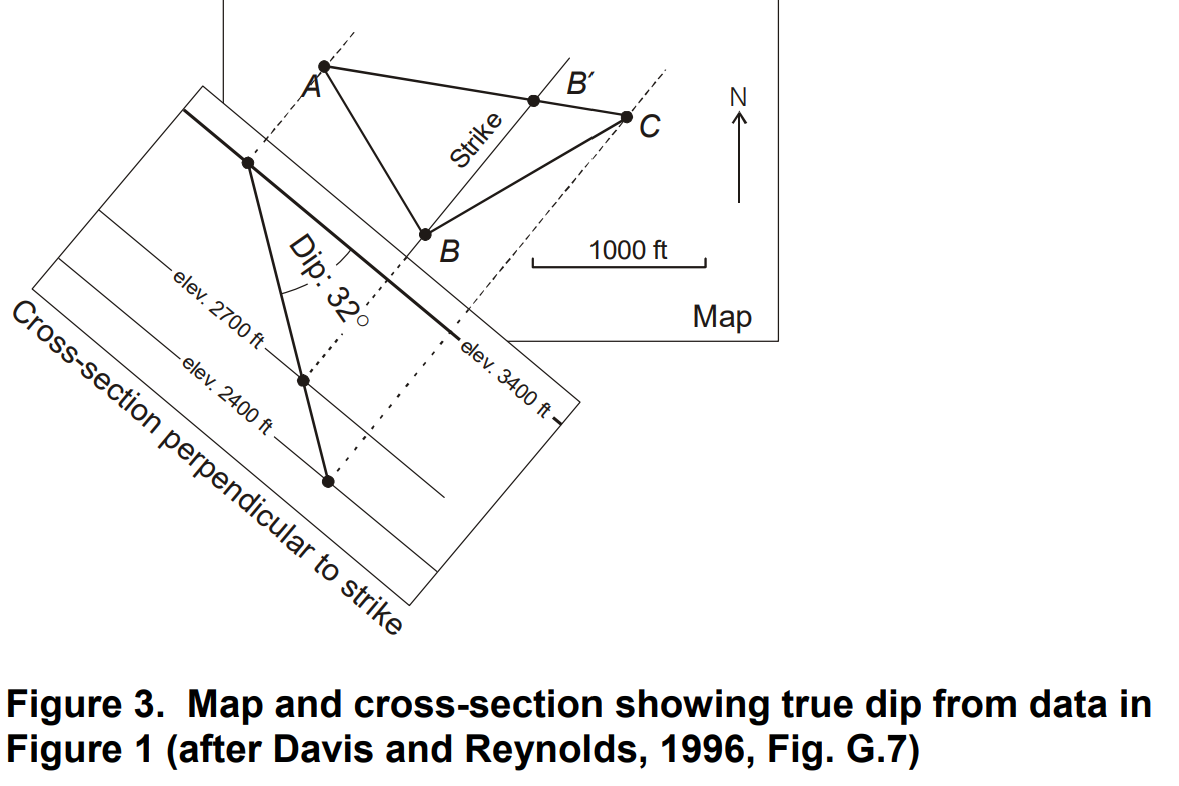 A
B′
C
N
Strike
B
1000 ft
Map
Dip: 32°
elev. 2700 ft
elev. 2400 ft
elev. 3400 ft
Cross-section perpendicular to strike
Figure 3.  Map and cross-section showing true dip from data in
Figure 1 (after Davis and Reynolds, 1996, Fig. G.7)